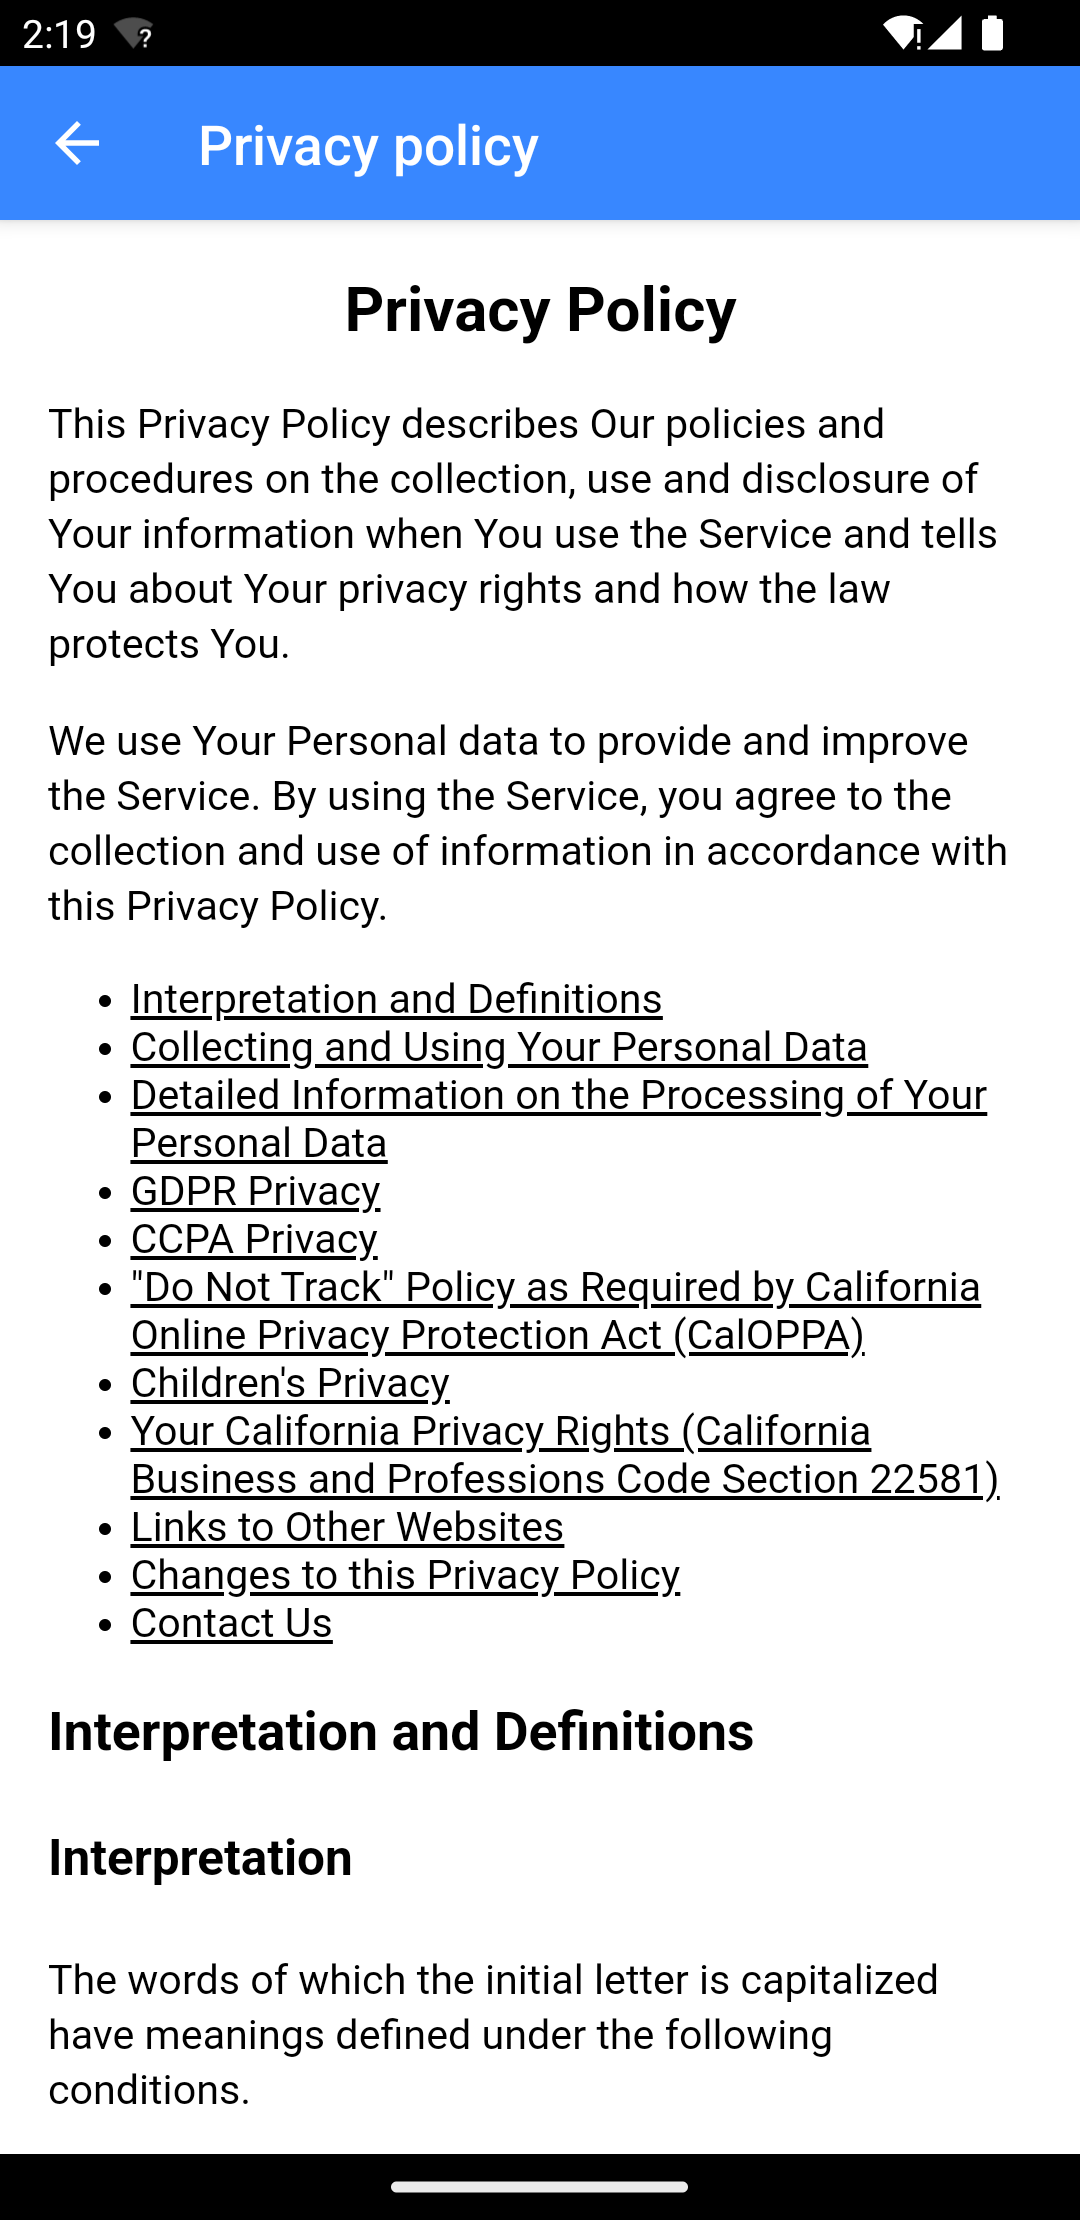 2:19
Privacy policy
Privacy Policy
This Privacy Policy describes Our policies and
procedures on the collection, use and disclosure of
Your information when You use the Service and tells
You about Your privacy rights and how the law
protects You.
We use Your Personal data to provide and improve
the Service. By using the Service, you agree to the
collection and use of information in accordance with
this Privacy Policy.
• Interpretation and Definitions
• Collecting and Using Your Personal Data
• Detailed Information on the Processing of Your
Personal Data
• GDPR Privacy
• CCPA Privacy
• "Do Not Track" Policy as Required by California
Online Privacy Protection Act (CalOPPA)
• Children's Privacy
• Your California Privacy Rights (California
Business and Professions Code Section 22581)
• Links to Other Websites
• Changes to this Privacy Policy
• Contact Us
Interpretation and Definitions
Interpretation
The words of which the initial letter is capitalized
have meanings defined under the following
conditions.